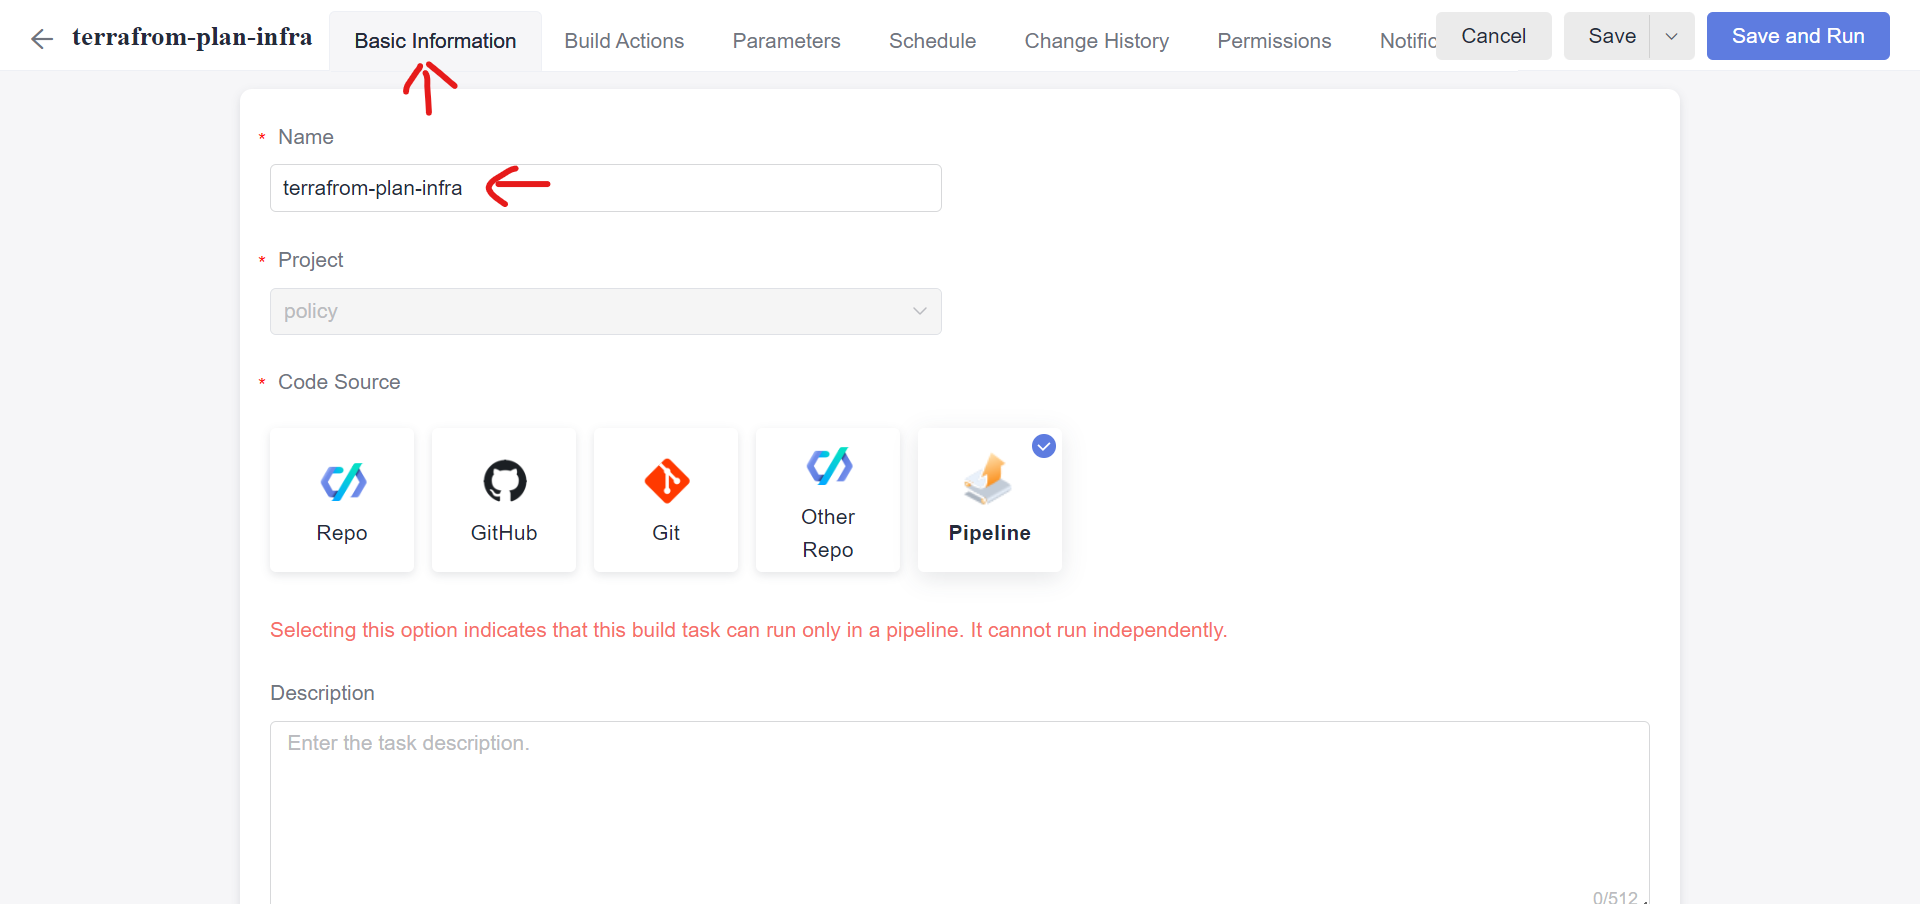 terrafrom-plan-infra Basic Information Build Actions Parameters Schedule Change History Permissions Notific Cancel Save Save and Run
* Name
terrafrom-plan-infra
* Project
policy
* Code Source
Repo GitHub Git Other Repo Pipeline
Selecting this option indicates that this build task can run only in a pipeline. It cannot run independently.
Description
Enter the task description.
0/512